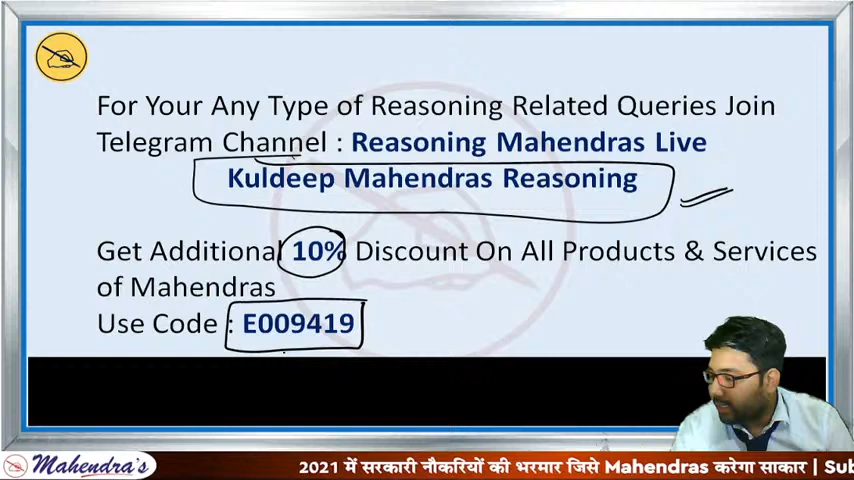 For Your Any Type of Reasoning Related Queries Join
Telegram Channel : Reasoning Mahendras Live
Kuldeep Mahendras Reasoning
Get Additional 10% Discount On All Products & Services
of Mahendras
Use Code : E009419
Mahendra's
2021 में सरकारी नौकरियों की भरमार जिसे Mahendras करेगा साकार | Sub